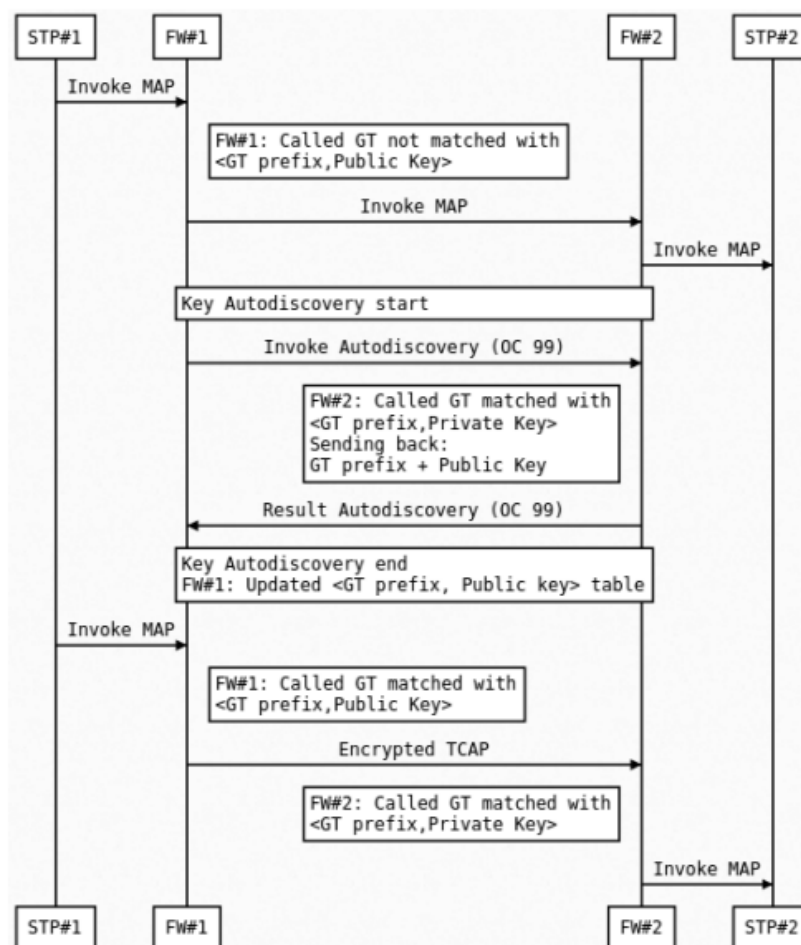 STP#1 FW#1 FW#2 STP#2
Invoke MAP
FW#1: Called GT not matched with
<GT prefix,Public Key>
Invoke MAP
Invoke MAP
Key Autodiscovery start
Invoke Autodiscovery (OC 99)
FW#2: Called GT matched with
<GT prefix,Private Key>
Sending back:
GT prefix + Public Key
Result Autodiscovery (OC 99)
Key Autodiscovery end
FW#1: Updated <GT prefix, Public key> table
Invoke MAP
FW#1: Called GT matched with
<GT prefix,Public Key>
Encrypted TCAP
FW#2: Called GT matched with
<GT prefix,Private Key>
Invoke MAP
STP#1 FW#1 FW#2 STP#2